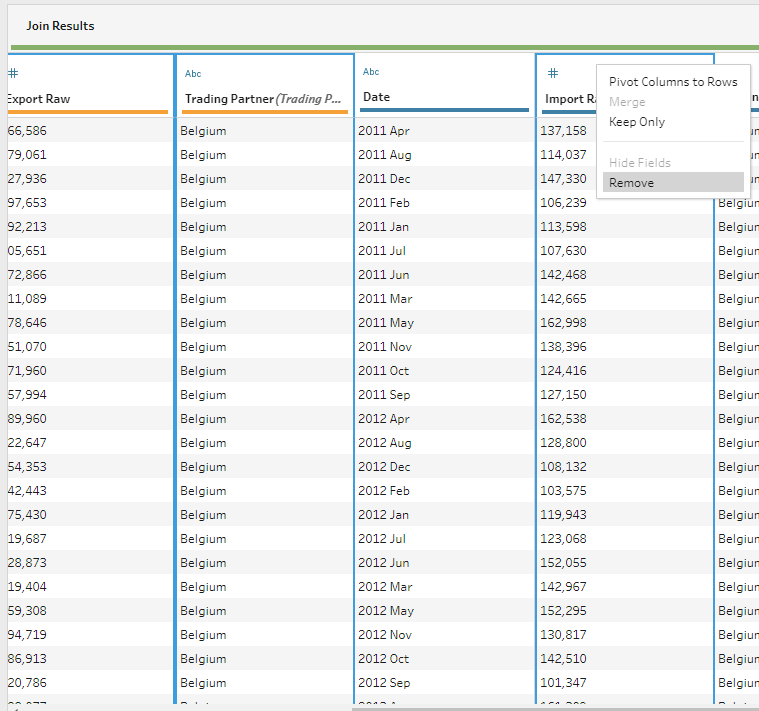 Join Results
# Abc Abc #
Export Raw Trading Partner (Trading P... Date Import Ra
Pivot Columns to Rows
Merge
Keep Only
Hide Fields
Remove
66,586 Belgium 2011 Apr 137,158
79,061 Belgium 2011 Aug 114,037
27,936 Belgium 2011 Dec 147,330
97,653 Belgium 2011 Feb 106,239 Belgium
92,213 Belgium 2011 Jan 113,598 Belgium
05,651 Belgium 2011 Jul 107,630 Belgium
72,866 Belgium 2011 Jun 142,468 Belgium
11,089 Belgium 2011 Mar 142,665 Belgium
78,646 Belgium 2011 May 162,998 Belgium
51,070 Belgium 2011 Nov 138,396 Belgium
71,960 Belgium 2011 Oct 124,416 Belgium
57,994 Belgium 2011 Sep 127,150 Belgium
89,960 Belgium 2012 Apr 162,538 Belgium
22,647 Belgium 2012 Aug 128,800 Belgium
54,353 Belgium 2012 Dec 108,132 Belgium
42,443 Belgium 2012 Feb 103,575 Belgium
75,430 Belgium 2012 Jan 119,943 Belgium
19,687 Belgium 2012 Jul 123,068 Belgium
28,873 Belgium 2012 Jun 152,055 Belgium
19,404 Belgium 2012 Mar 142,967 Belgium
59,308 Belgium 2012 May 152,295 Belgium
94,719 Belgium 2012 Nov 130,817 Belgium
86,913 Belgium 2012 Oct 142,510 Belgium
20,786 Belgium 2012 Sep 101,347 Belgium